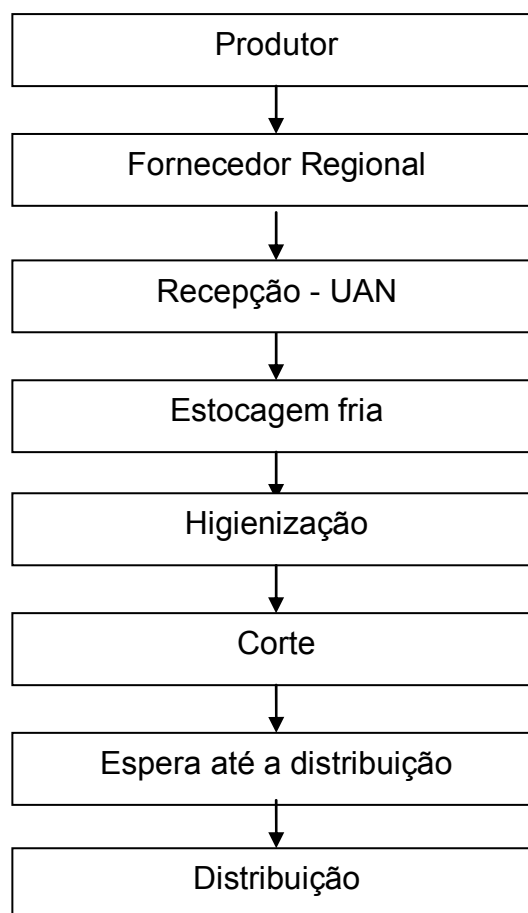 Produtor
Fornecedor Regional
Recepção - UAN
Estocagem fria
Higienização
Corte
Espera até a distribuição
Distribuição